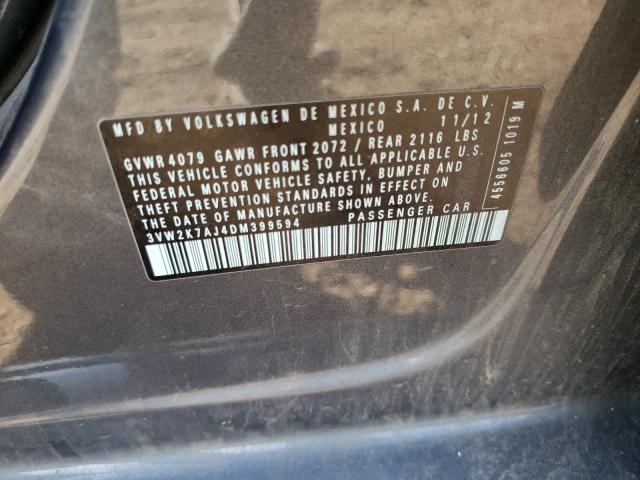 MFD BY VOLKSWAGEN DE MEXICO S.A. DE C.V.
MEXICO 11/12
GVWR 4079 GAWR FRONT 2072 / REAR 2116 LBS
THIS VEHICLE CONFORMS TO ALL APPLICABLE U.S.
FEDERAL MOTOR VEHICLE SAFETY, BUMPER AND
THEFT PREVENTION STANDARDS IN EFFECT ON
THE DATE OF MANUFACTURE SHOWN ABOVE.
3VW2K7AJ4DM399594 PASSENGER CAR
4556605 1019 M